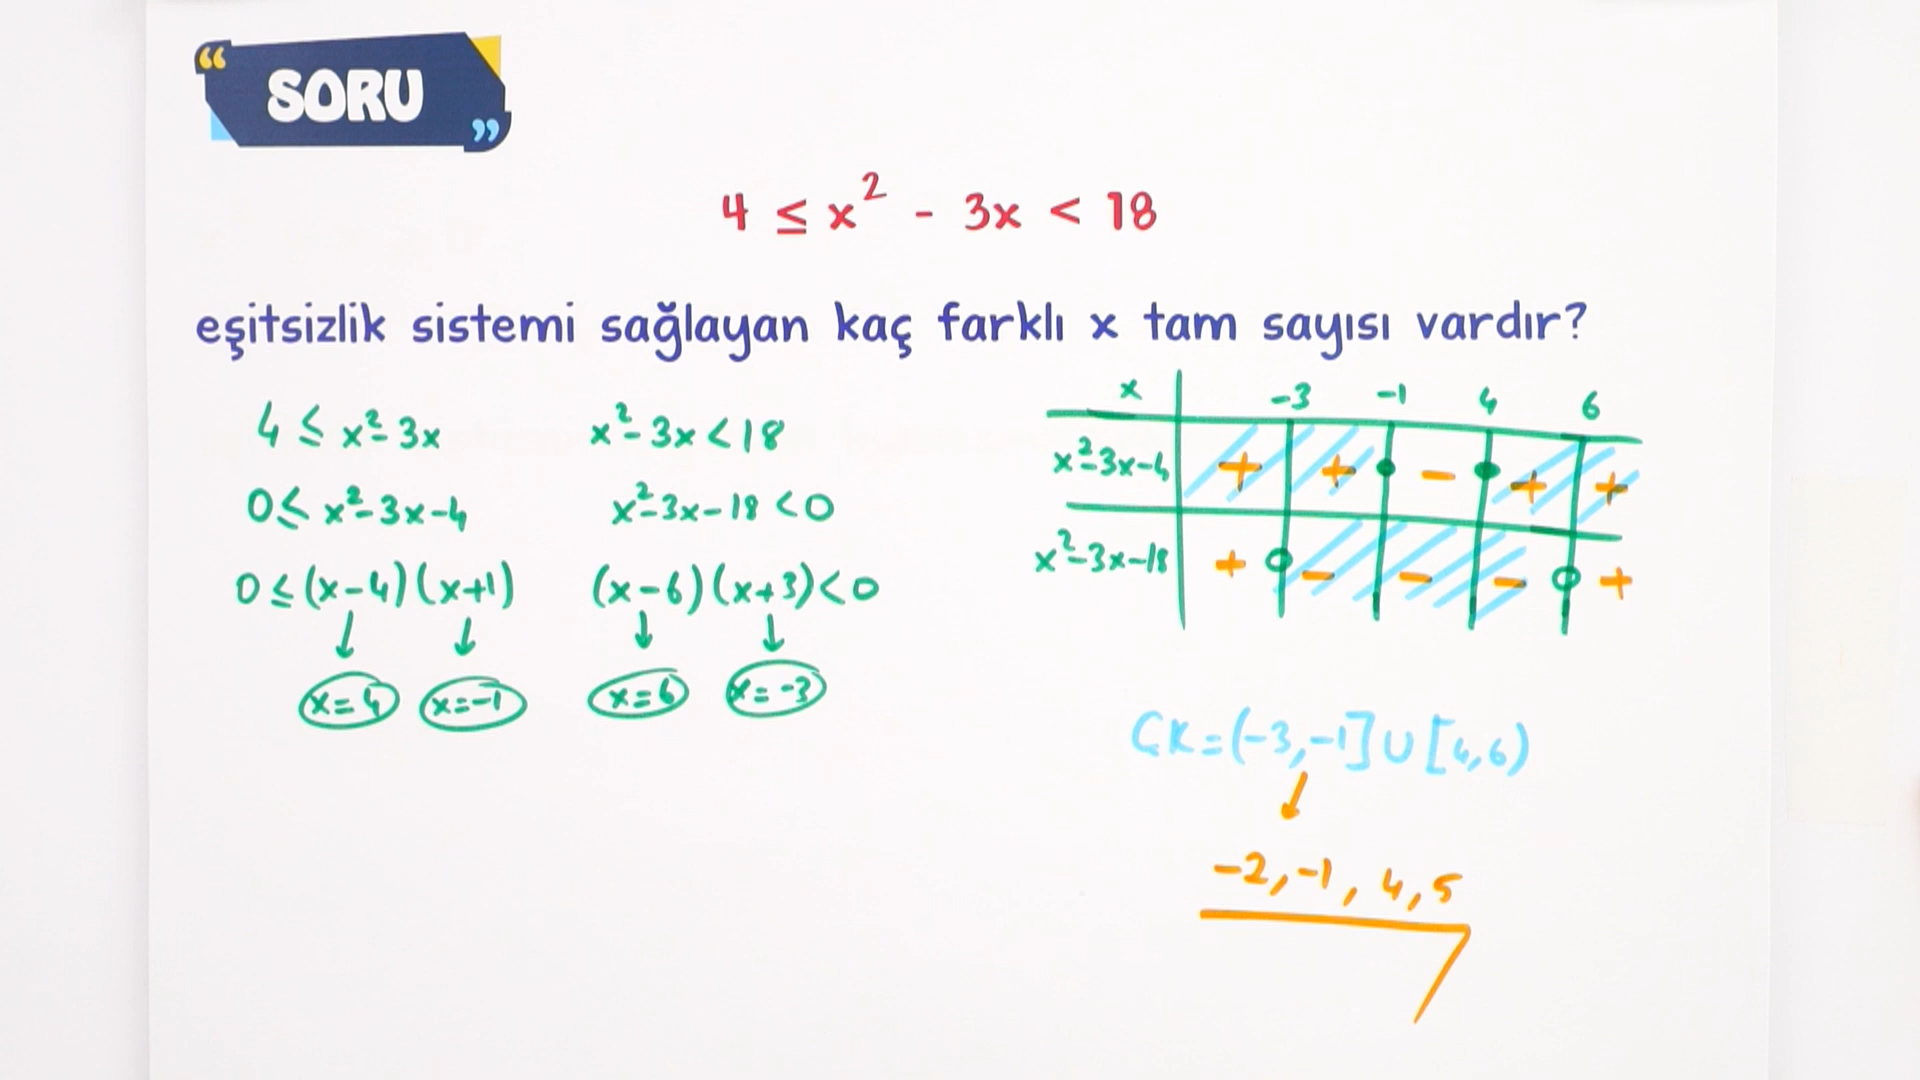 “ SORU ”
4 ≤ x² - 3x < 18
eşitsizlik sistemi sağlayan kaç farklı x tam sayısı vardır?
4 ≤ x²-3x
0 ≤ x²-3x-4
0 ≤ (x-4)(x+1)
↓ ↓
x=4 x=-1
x²-3x<18
x²-3x-18<0
(x-6)(x+3)<0
↓ ↓
x=6 x=-3
x -3 -1 4 6
x²-3x-4 + + - + +
x²-3x-18 + - - - +
ÇK=(-3,-1]∪[4,6)
↓
-2,-1, 4,5